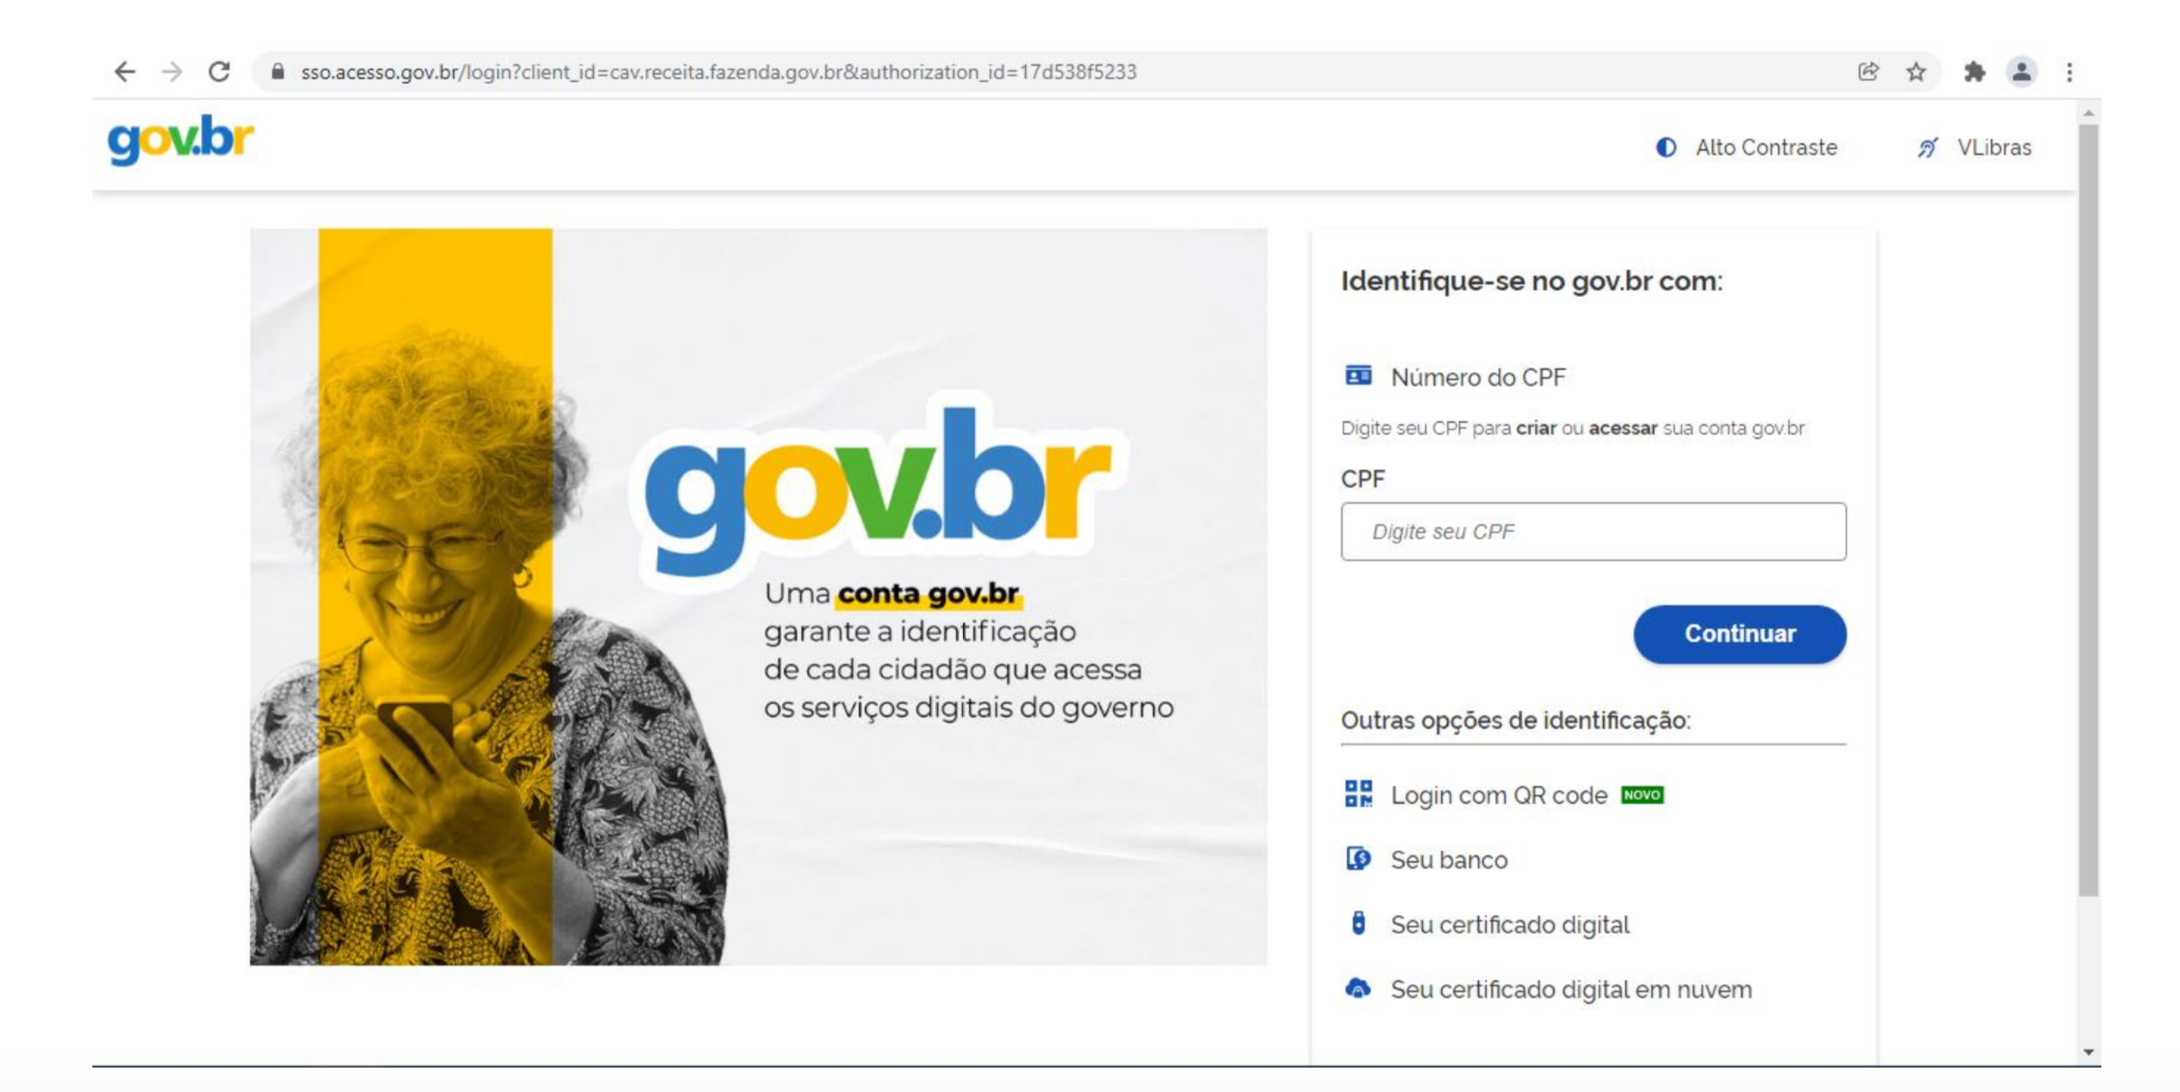 sso.acesso.gov.br/login?client_id=cav.receita.fazenda.gov.br&authorization_id=17d538f5233
gov.br
Alto Contraste
VLibras
gov.br
Uma conta gov.br
garante a identificação
de cada cidadão que acessa
os serviços digitais do governo
Identifique-se no gov.br com:
Número do CPF
Digite seu CPF para criar ou acessar sua conta gov.br
CPF
Digite seu CPF
Continuar
Outras opções de identificação:
Login com QR code NOVO
Seu banco
Seu certificado digital
Seu certificado digital em nuvem